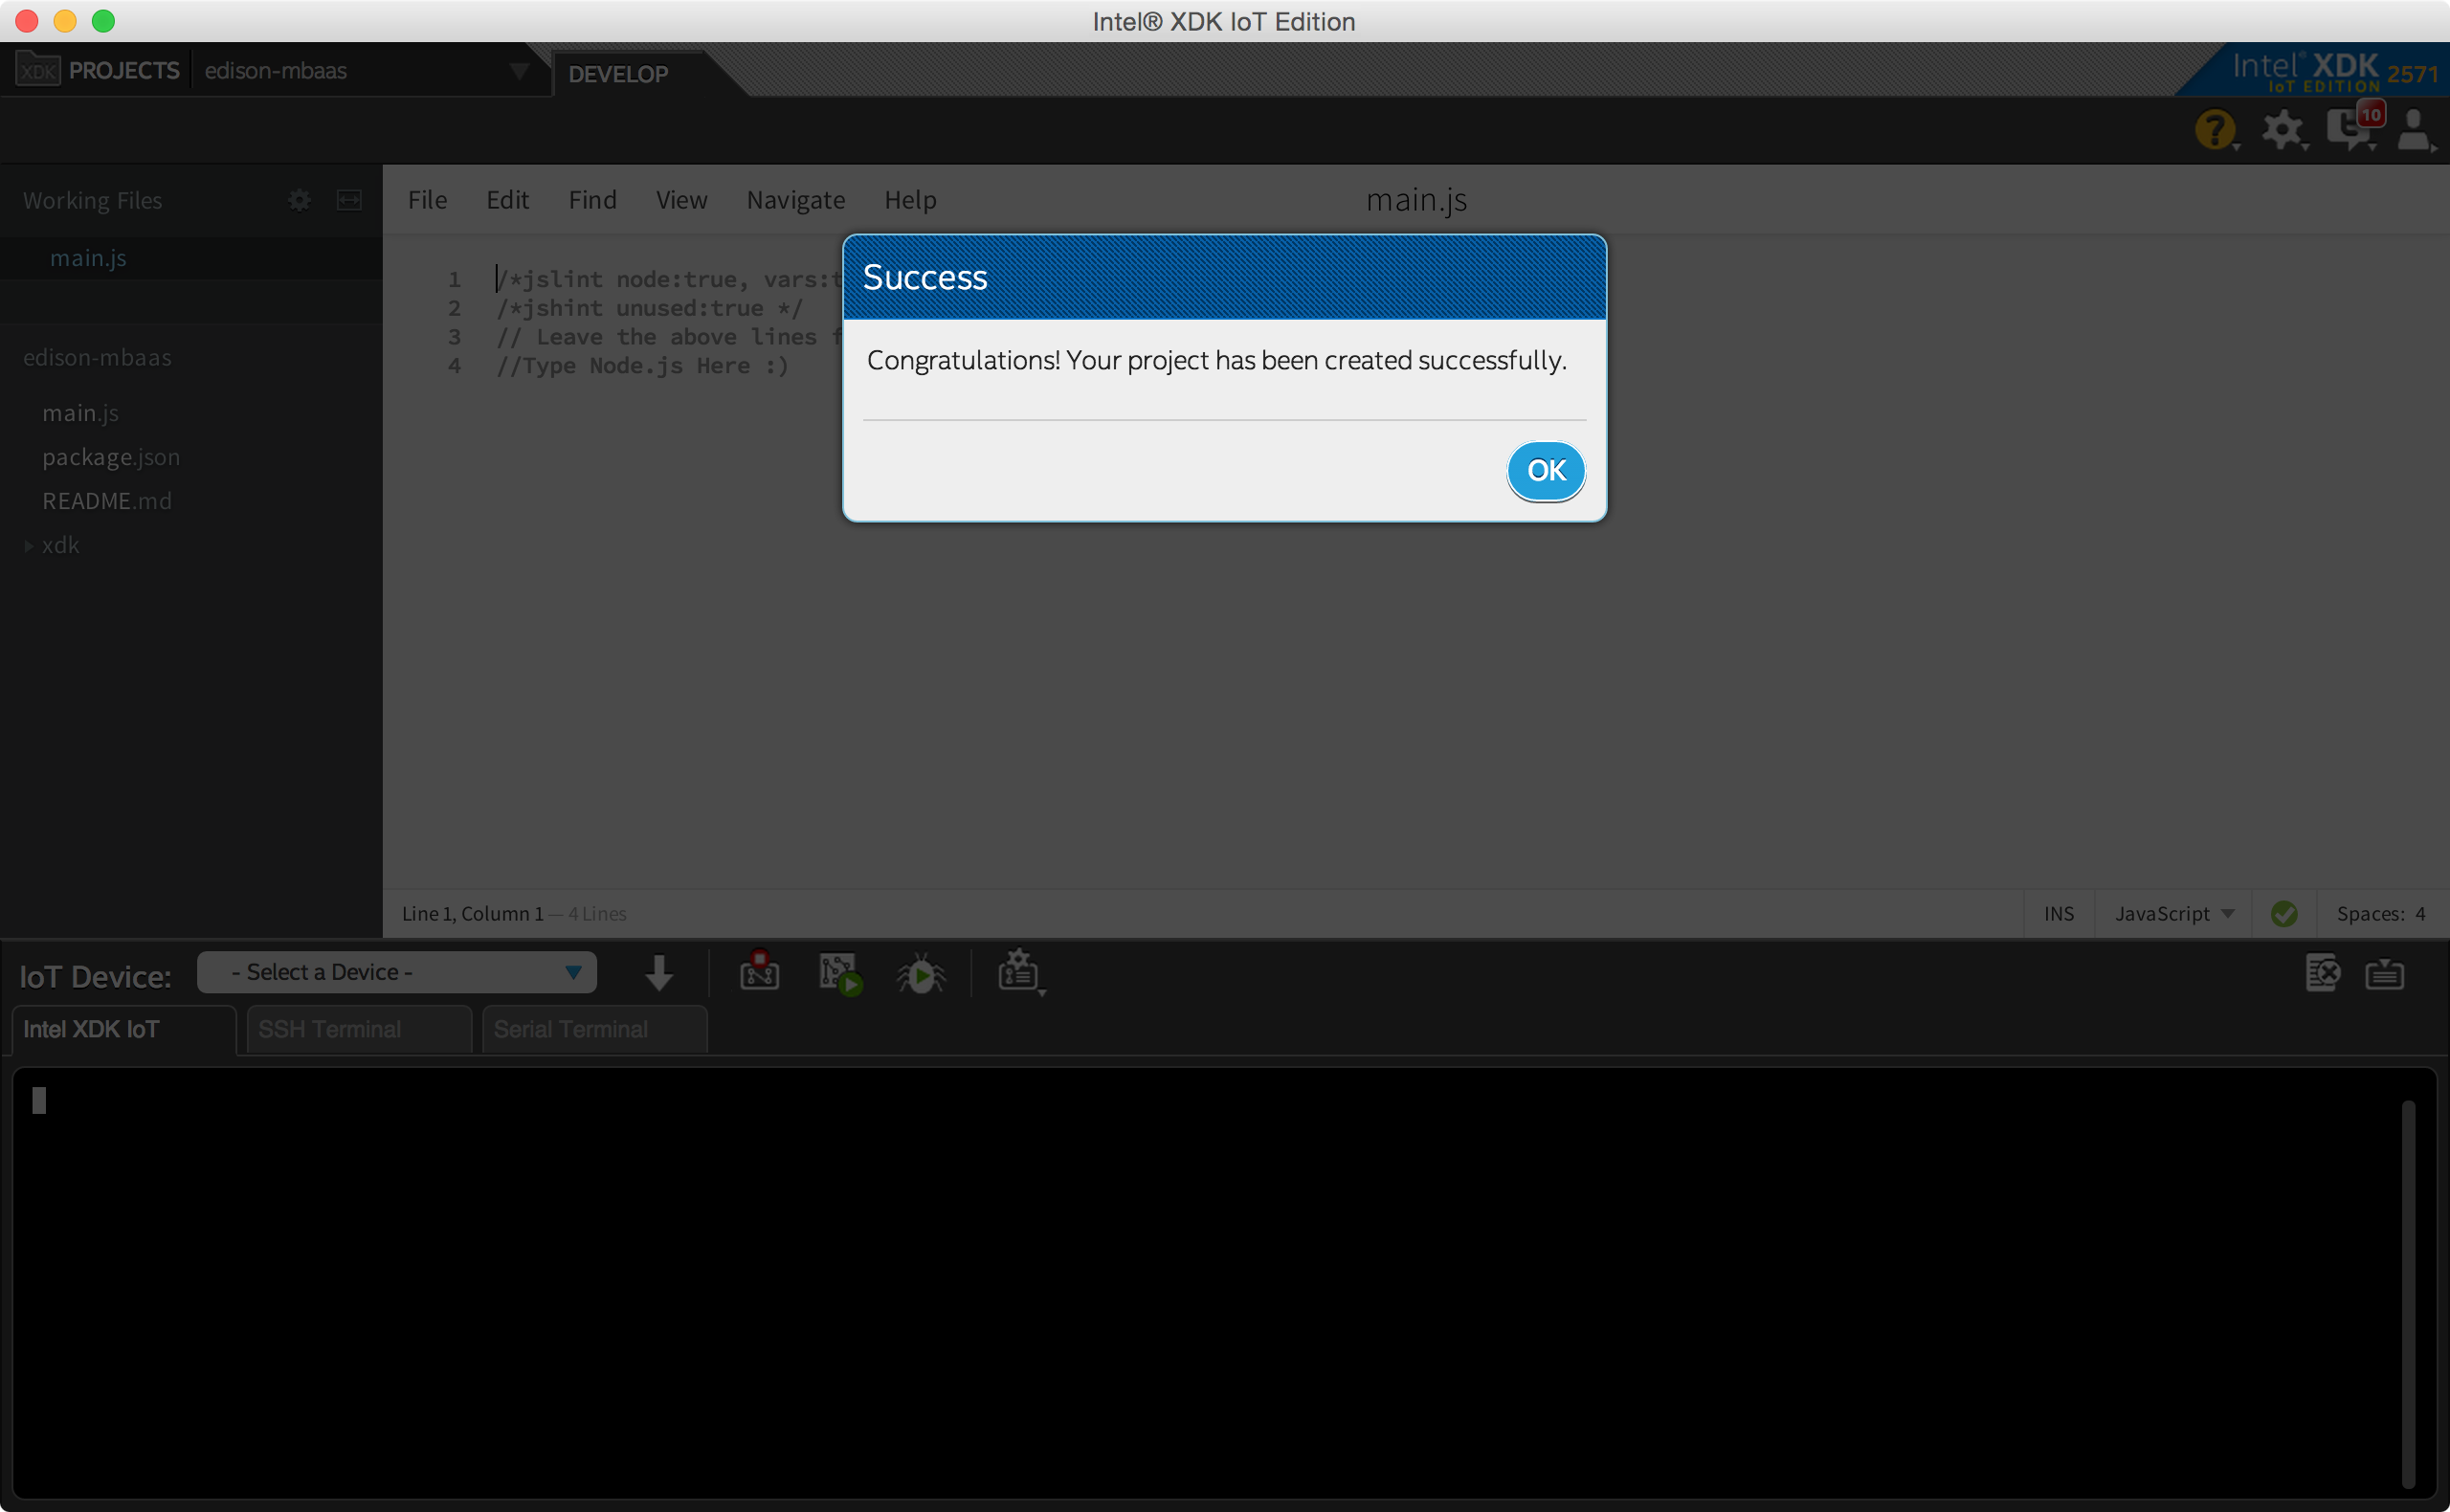 Intel® XDK IoT Edition
XDK PROJECTS edison-mbaas DEVELOP
Intel® XDK 2571
IoT EDITION
? 10
Working Files
main.js
File Edit Find View Navigate Help main.js
1 /*jslint node:true, vars:t
2 /*jshint unused:true */
3 // Leave the above lines f
4 //Type Node.js Here :)
Success
Congratulations! Your project has been created successfully.
OK
edison-mbaas
main.js
package.json
README.md
xdk
Line 1, Column 1 — 4 Lines INS JavaScript Spaces: 4
IoT Device: - Select a Device -
Intel XDK IoT SSH Terminal Serial Terminal